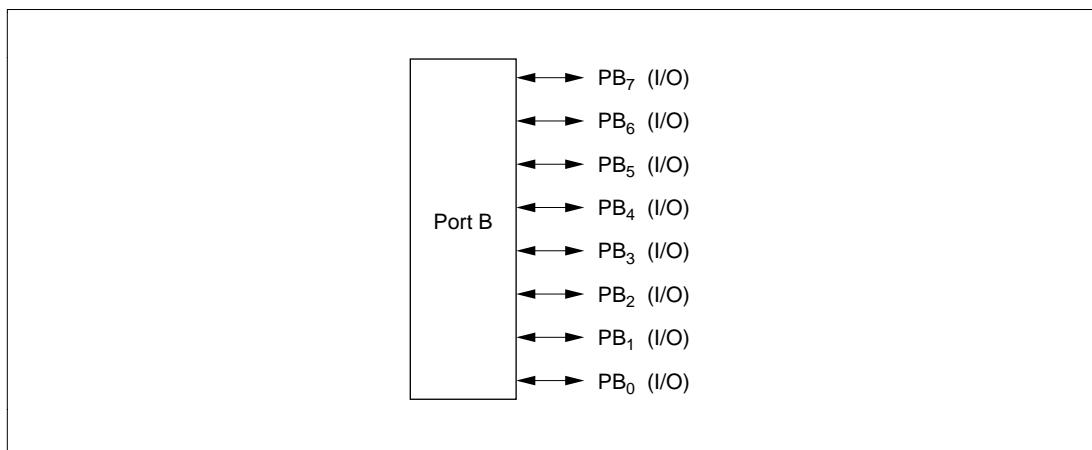 PB₇ (I/O)
PB₆ (I/O)
PB₅ (I/O)
PB₄ (I/O)
Port B
PB₃ (I/O)
PB₂ (I/O)
PB₁ (I/O)
PB₀ (I/O)